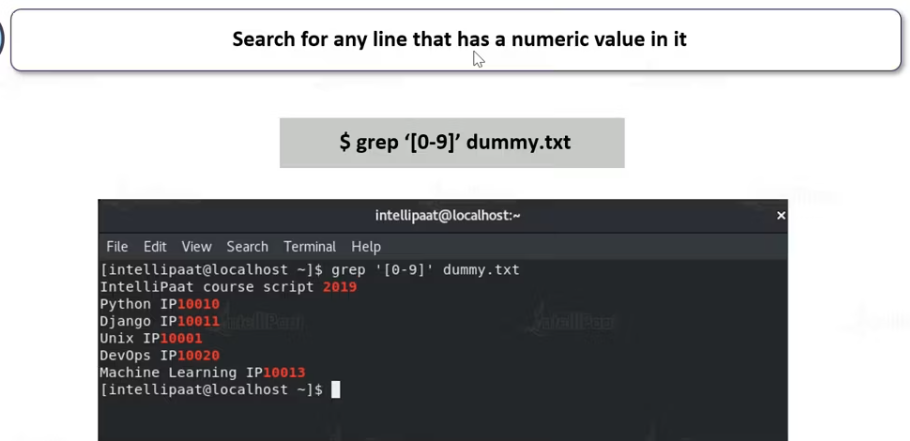 Search for any line that has a numeric value in it
$ grep ‘[0-9]’ dummy.txt
intellipaat@localhost:~ ×
File Edit View Search Terminal Help
[intellipaat@localhost ~]$ grep '[0-9]' dummy.txt
IntelliPaat course script 2019
Python IP10010
Django IP10011
Unix IP10001
DevOps IP10020
Machine Learning IP10013
[intellipaat@localhost ~]$